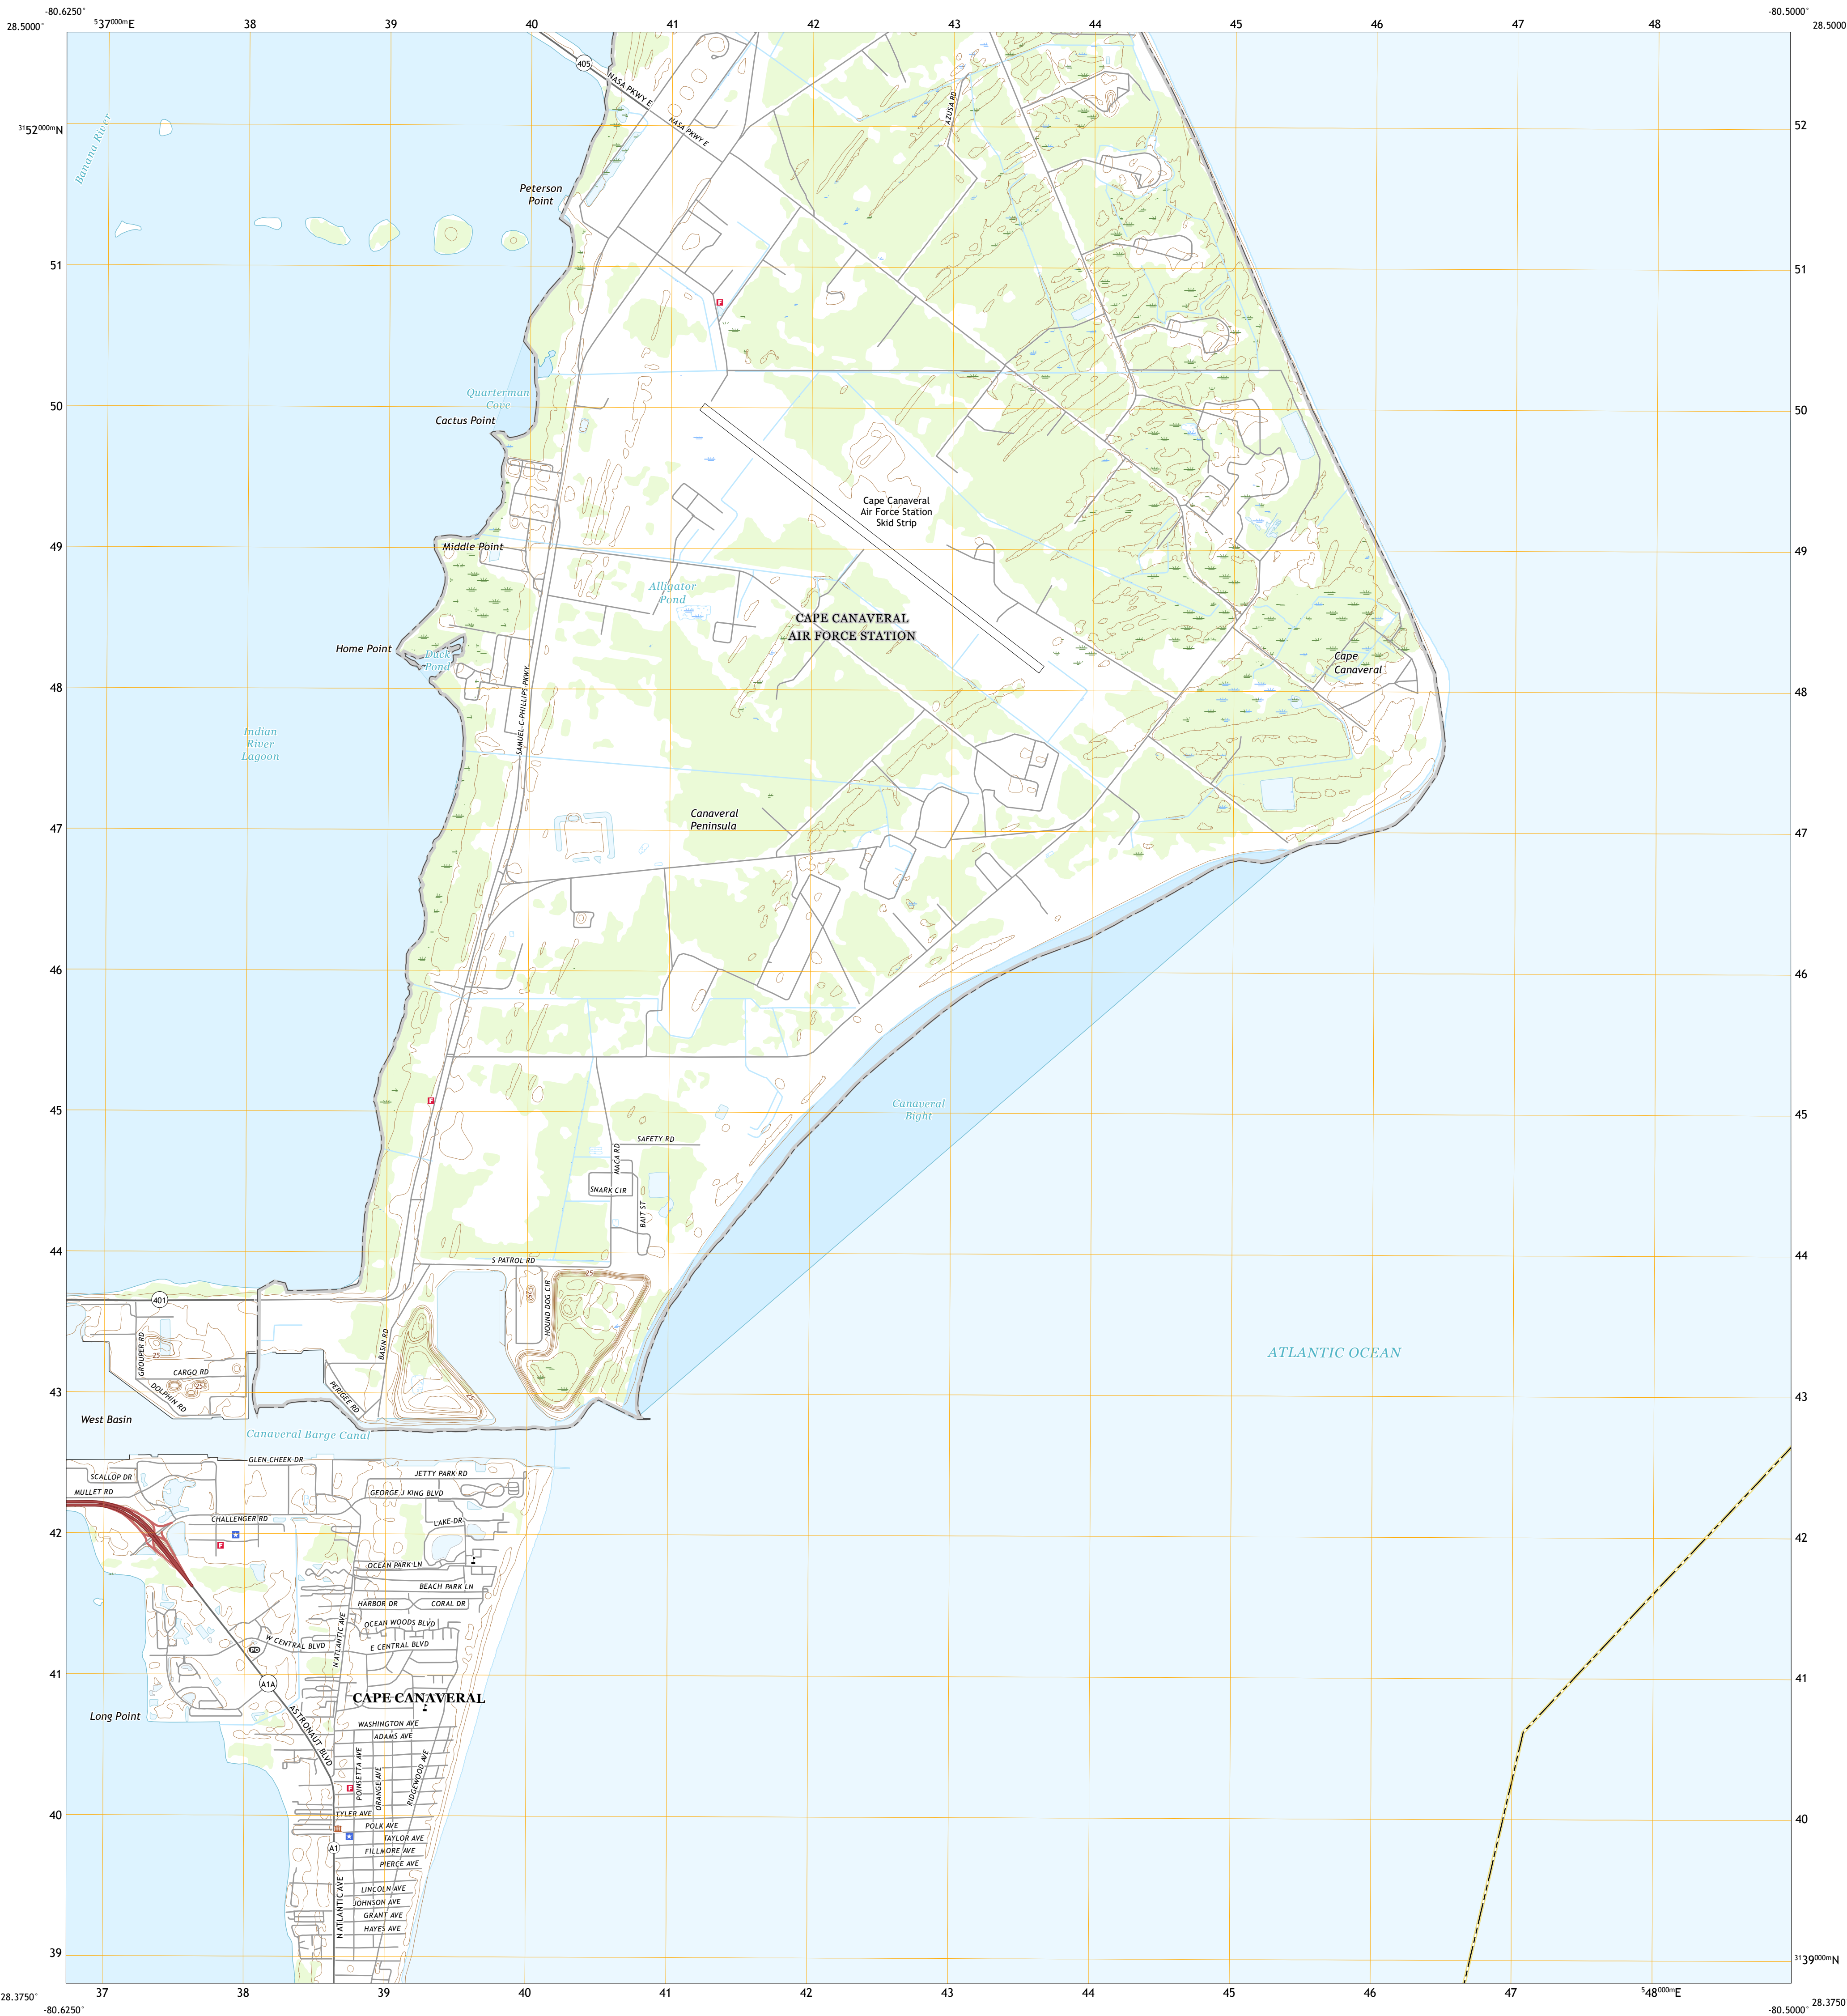 -80.6250°
-80.5000°
28.5000°
⁵37⁰⁰⁰ᵐE
38
39
40
41
42
43
44
45
46
47
48
28.5000
405
NASA PKWY E
NASA PKWY E
AZUSA RD
³¹52⁰⁰⁰ᵐN
52
Banana River
Peterson
Point
51
51
F
Quarterman
Cove
50
Cactus Point
50
Cape Canaveral
Air Force Station
Skid Strip
49
Middle Point
49
Alligator
Pond
CAPE CANAVERAL
AIR FORCE STATION
Home Point
Duck
Pond
Cape
Canaveral
48
48
SAMUEL C PHILLIPS PKWY
Indian
River
Lagoon
Canaveral
Peninsula
47
47
46
46
F
Canaveral
Bight
45
45
SAFETY RD
MACA RD
SNARK CIR
BAIT ST
44
44
S PATROL RD
25
25
HOUND DOG CIR
401
GROUPER RD
25
BASIN RD
ATLANTIC OCEAN
CARGO RD
25
DOLPHIN RD
PERIGEE RD
25
43
43
West Basin
Canaveral Barge Canal
GLEN CHEEK DR
SCALLOP DR
JETTY PARK RD
MULLET RD
GEORGE J KING BLVD
CHALLENGER RD
LAKE DR
42
42
F
OCEAN PARK LN
BEACH PARK LN
HARBOR DR
CORAL DR
N ATLANTIC AVE
OCEAN WOODS BLVD
W CENTRAL BLVD
E CENTRAL BLVD
PO
41
41
A1A
CAPE CANAVERAL
Long Point
ASTRONAUT BLVD
WASHINGTON AVE
ADAMS AVE
POINSETTA AVE
ORANGE AVE
RIDGEWOOD AVE
F
40
TYLER AVE
40
POLK AVE
TAYLOR AVE
A1
FILLMORE AVE
PIERCE AVE
N ATLANTIC AVE
LINCOLN AVE
JOHNSON AVE
GRANT AVE
HAYES AVE
39
³¹39⁰⁰⁰ᵐN
28.3750°
37
38
39
40
41
42
43
44
45
46
47
⁵48⁰⁰⁰ᵐE
28.3750
-80.6250°
-80.5000°